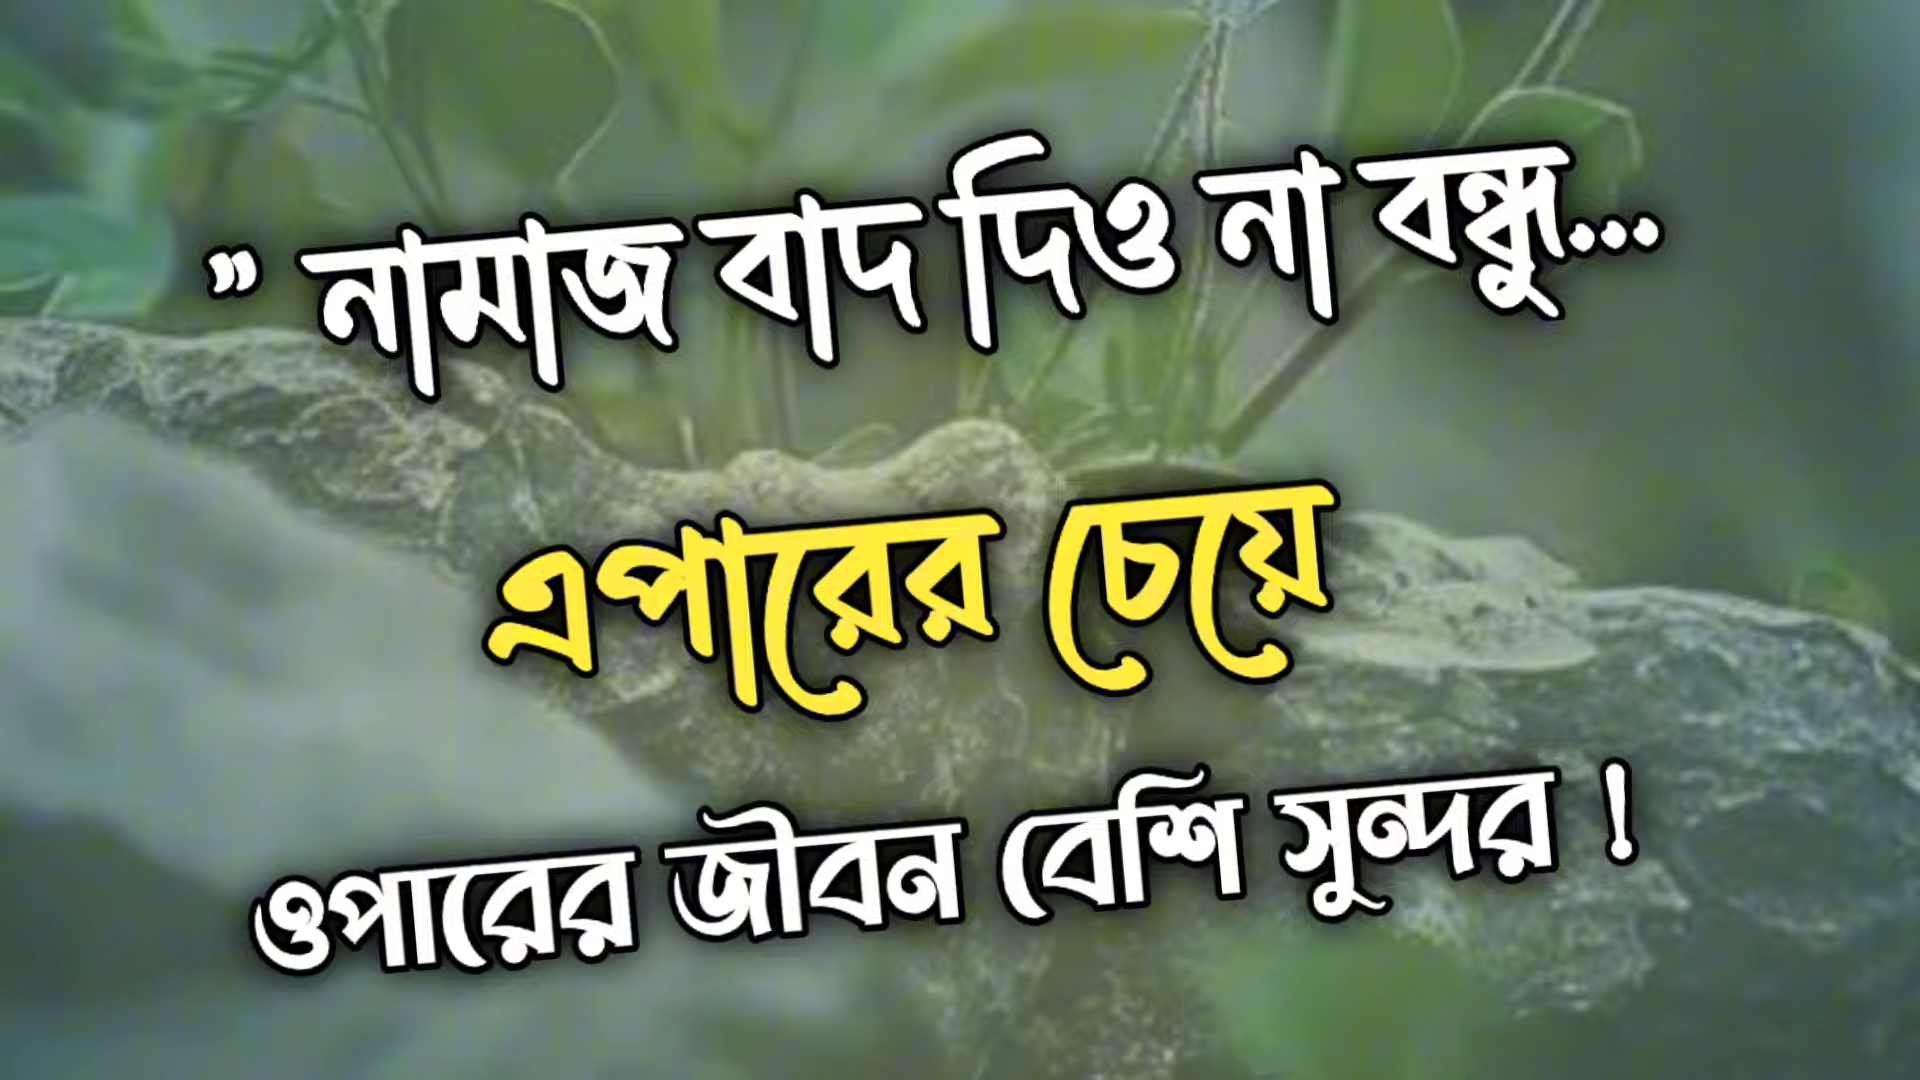 ” নামাজ বাদ দিও না বন্ধু...
এপারের চেয়ে
ওপারের জীবন বেশি সুন্দর !